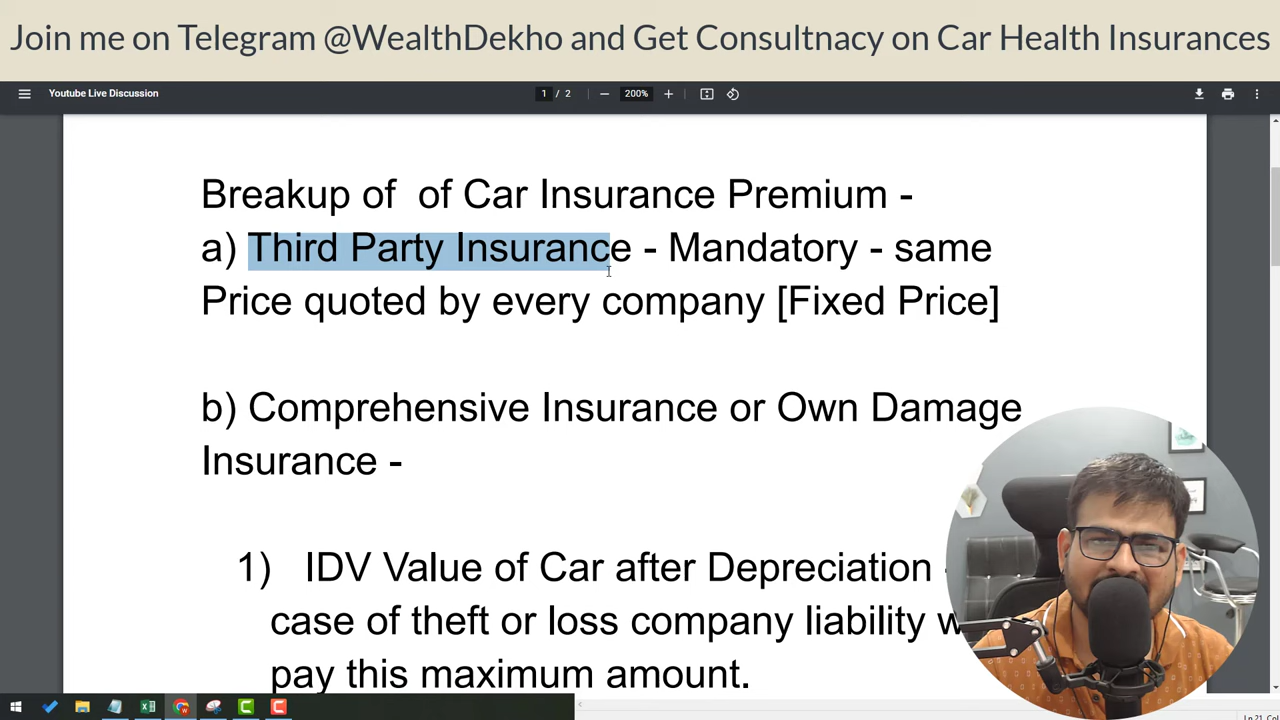 Join me on Telegram @WealthDekho and Get Consultnacy on Car Health Insurances
Youtube Live Discussion
1 / 2
200%
Breakup of of Car Insurance Premium -
a) Third Party Insurance - Mandatory - same
Price quoted by every company [Fixed Price]
b) Comprehensive Insurance or Own Damage
Insurance -
1) IDV Value of Car after Depreciation -
case of theft or loss company liability
pay this maximum amount.